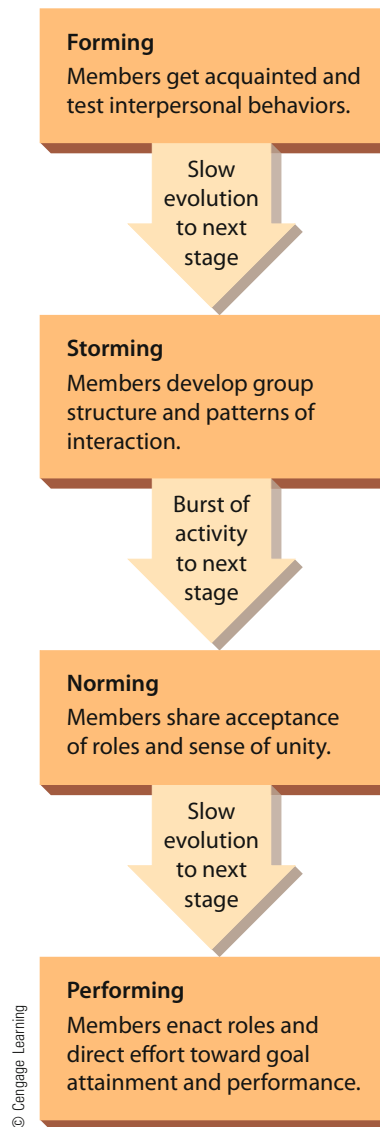 Forming
Members get acquainted and
test interpersonal behaviors.
Slow
evolution
to next
stage
Storming
Members develop group
structure and patterns of
interaction.
Burst of
activity
to next
stage
Norming
Members share acceptance
of roles and sense of unity.
Slow
evolution
to next
stage
Performing
Members enact roles and
direct effort toward goal
attainment and performance.
© Cengage Learning